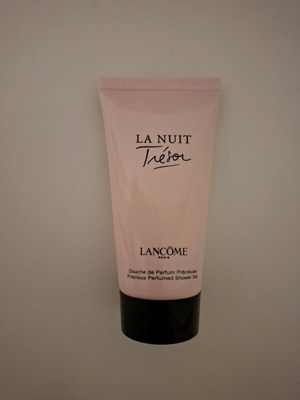 LA NUIT
Trésor
LANCÔME
PARIS
Douche de Parfum Précieuse
Precious Perfumed Shower Gel